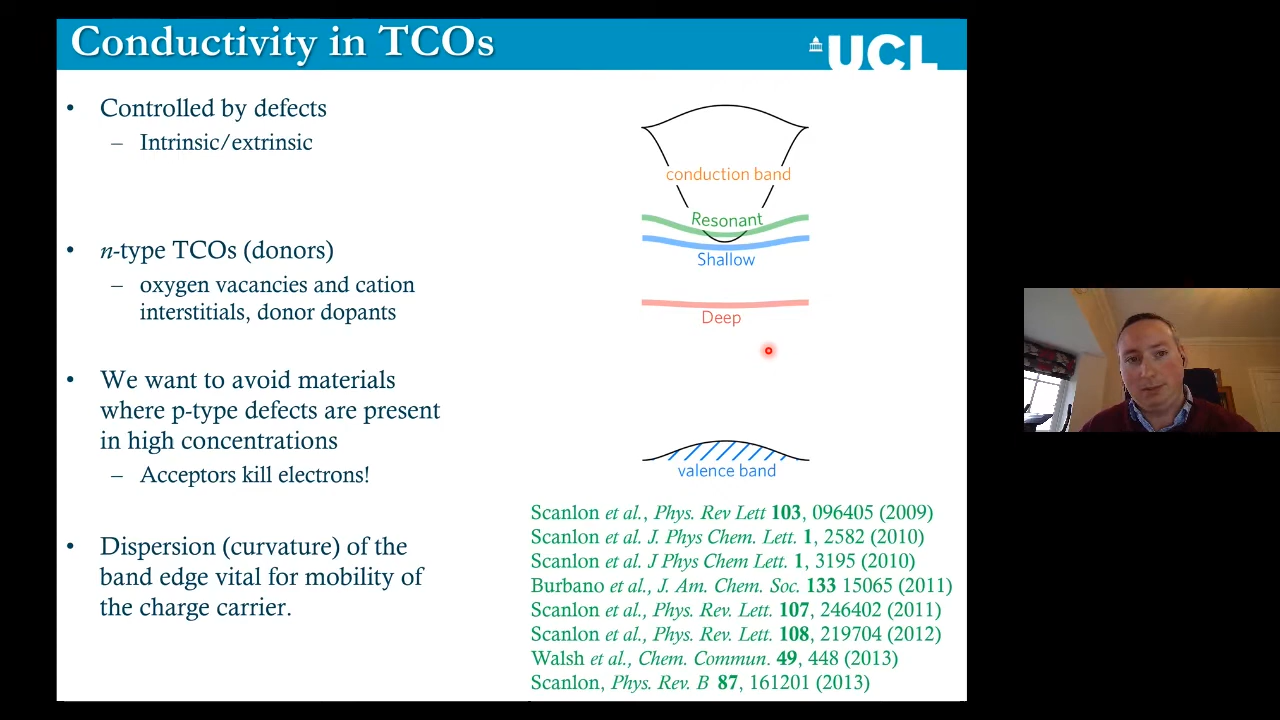 Conductivity in TCOs
UCL
• Controlled by defects
– Intrinsic/extrinsic
• n-type TCOs (donors)
– oxygen vacancies and cation
interstitials, donor dopants
• We want to avoid materials
where p-type defects are present
in high concentrations
– Acceptors kill electrons!
• Dispersion (curvature) of the
band edge vital for mobility of
the charge carrier.
conduction band
Resonant
Shallow
Deep
valence band
Scanlon et al., Phys. Rev Lett 103, 096405 (2009)
Scanlon et al. J. Phys Chem. Lett. 1, 2582 (2010)
Scanlon et al. J Phys Chem Lett. 1, 3195 (2010)
Burbano et al., J. Am. Chem. Soc. 133 15065 (2011)
Scanlon et al., Phys. Rev. Lett. 107, 246402 (2011)
Scanlon et al., Phys. Rev. Lett. 108, 219704 (2012)
Walsh et al., Chem. Commun. 49, 448 (2013)
Scanlon, Phys. Rev. B 87, 161201 (2013)